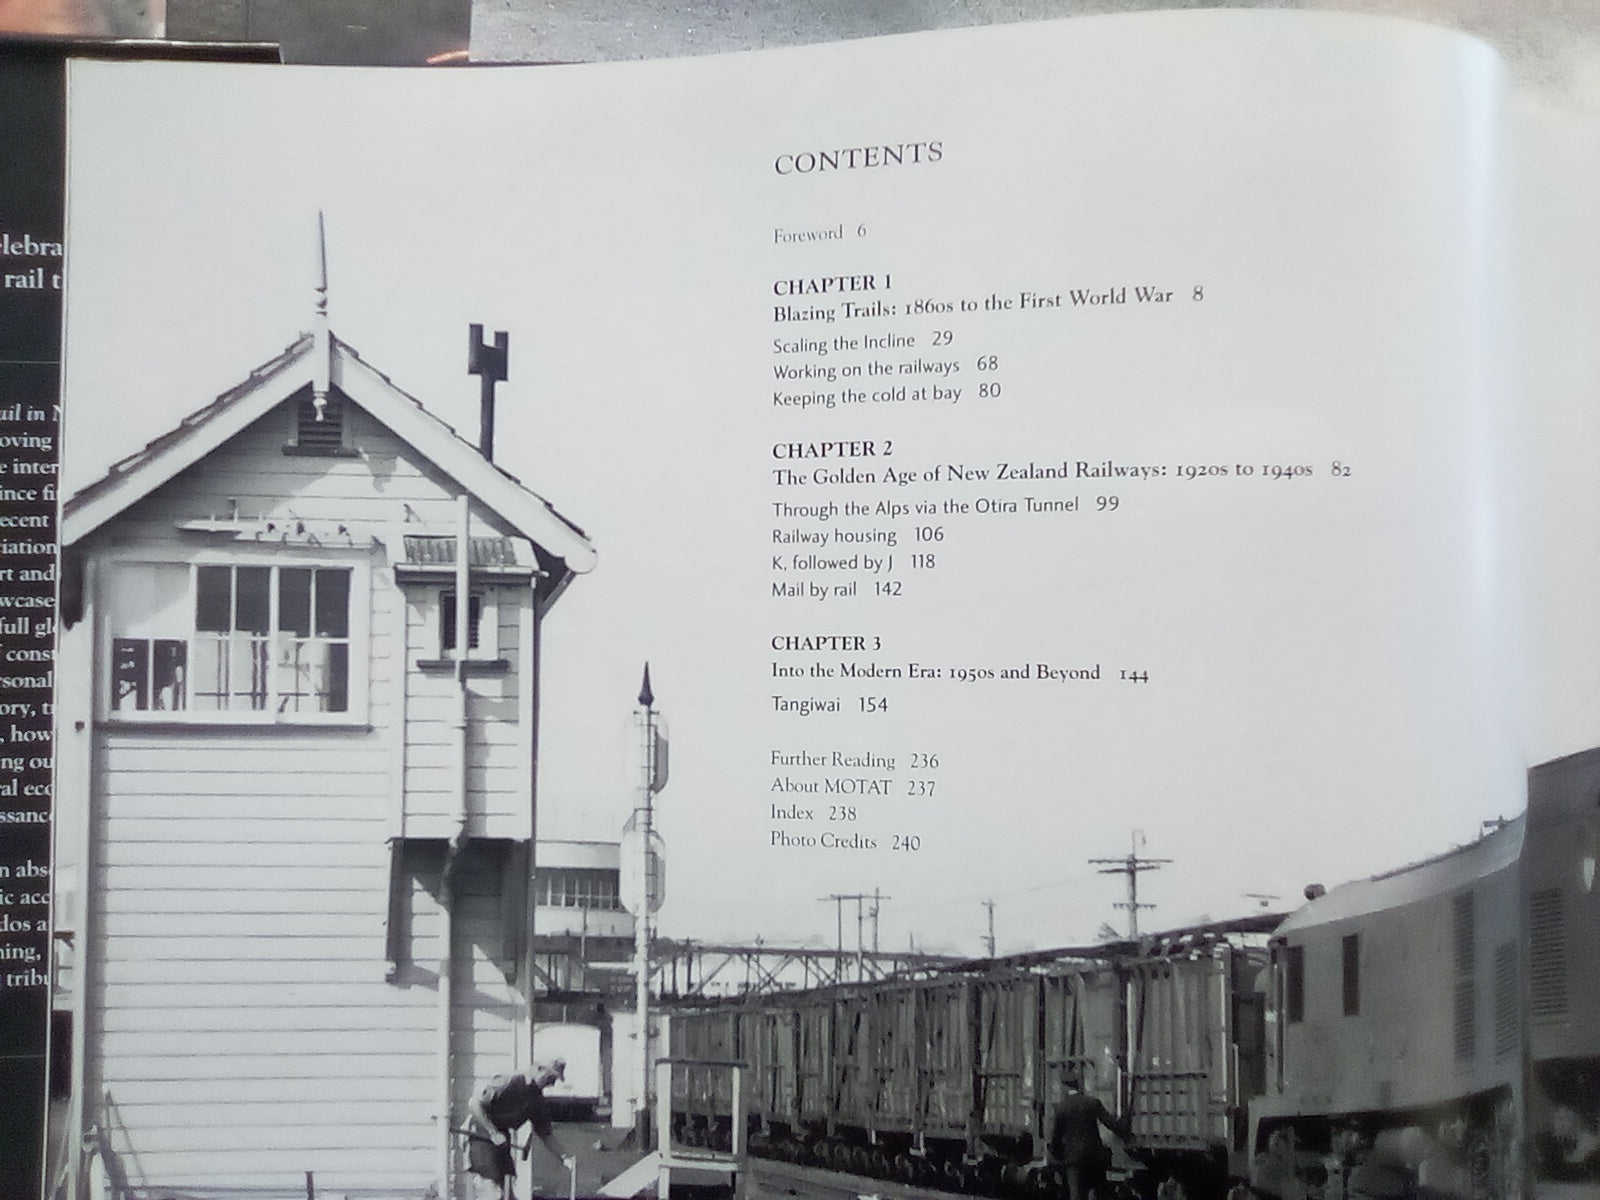 CONTENTS
Foreword 6
CHAPTER 1
Blazing Trails: 1860s to the First World War 8
Scaling the Incline 29
Working on the railways 68
Keeping the cold at bay 80
CHAPTER 2
The Golden Age of New Zealand Railways: 1920s to 1940s 82
Through the Alps via the Otira Tunnel 99
Railway housing 106
K, followed by J 118
Mail by rail 142
CHAPTER 3
Into the Modern Era: 1950s and Beyond 144
Tangiwai 154
Further Reading 236
About MOTAT 237
Index 238
Photo Credits 240
rail
in
and
how